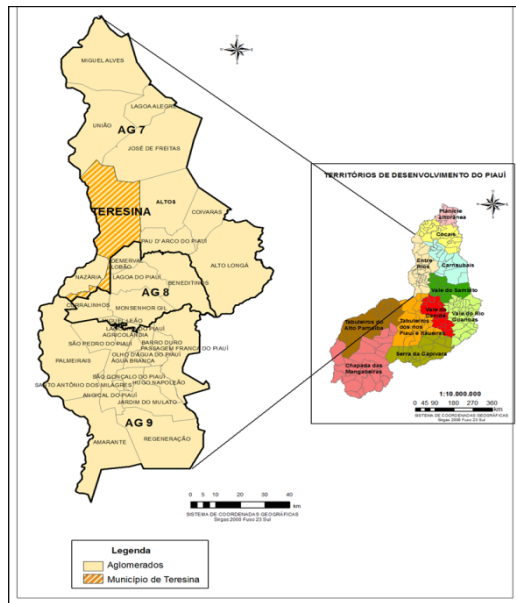 MIGUEL ALVES
LAGOA ALEGRE
UNIÃO
AG 7
JOSÉ DE FREITAS
TERESINA
ALTOS
COIVARAS
PAU D'ARCO DO PIAUÍ
ALTO LONGÁ
DEMERVAL
LOBÃO
NAZÁRIA
LAGOA DO PIAUÍ
BENEDITINOS
AG 8
CURRALINHOS
MONSENHOR GIL
MIGUEL LEÃO
AGRICOLÂNDIA
SÃO PEDRO DO PIAUÍ
BARRO DURO
PASSAGEM FRANCA DO PIAUÍ
OLHO D'ÁGUA DO PIAUÍ
PALMEIRAIS
ÁGUA BRANCA
SÃO GONÇALO DO PIAUÍ
SANTO ANTÔNIO DOS MILAGRES
HUGO NAPOLEÃO
ANGICAL DO PIAUÍ
JARDIM DO MULATO
AG 9
AMARANTE
REGENERAÇÃO
0 5 10 20 30 40
km
SISTEMA DE COORDENADAS GEOGRÁFICAS
Sirgas 2000 Fuso 23 Sul
Legenda
Aglomerados
Município de Teresina
TERRITÓRIOS DE DESENVOLVIMENTO DO PIAUÍ
Planície
Litorânea
Cocais
Entre
Rios
Carnaubais
Vale do Sambito
Tabuleiros do
Alto Parnaíba
Tabuleiros
dos rios
Piauí e Itaueiras
Vale do
Canindé
Vale do Rio
Guaribas
Serra da Capivara
Chapada das
Mangabeiras
1:10.000.000
0 45 90 180 270 360
km
SISTEMA DE COORDENADAS GEOGRÁFICAS
Sirgas 2000 Fuso 23 Sul